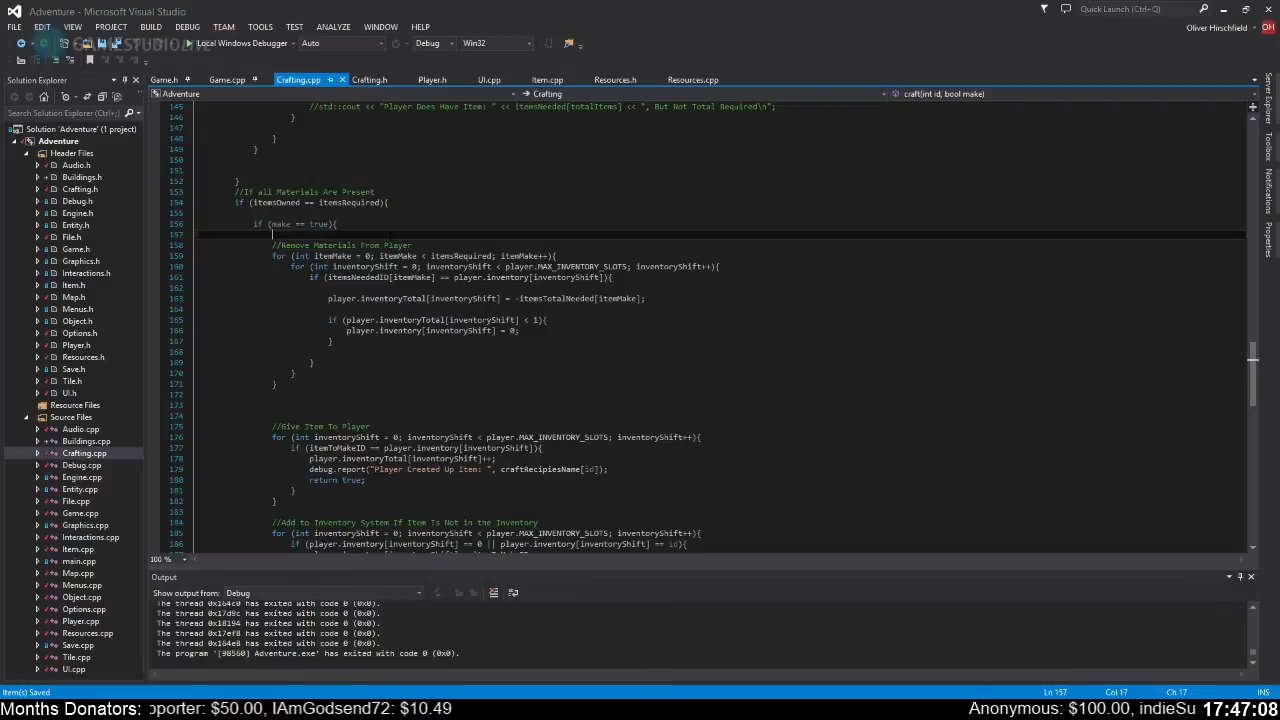 Adventure - Microsoft Visual Studio
Quick Launch (Ctrl+Q)
FILE EDIT VIEW PROJECT BUILD DEBUG TEAM TOOLS TEST ANALYZE WINDOW HELP
Oliver Hirschfield OH
GAMESTUDIO
Local Windows Debugger Auto Debug Win32
Solution Explorer
Game.h Game.cpp Crafting.cpp Crafting.h Player.h UI.cpp Item.cpp Resources.h Resources.cpp
Adventure Crafting craft(int id, bool make)
Search Solution Explorer (Ctrl+;)
Solution 'Adventure' (1 project)
Adventure
Header Files
Audio.h
Buildings.h
Crafting.h
Debug.h
Engine.h
Entity.h
File.h
Game.h
Graphics.h
Interactions.h
Item.h
Map.h
Menus.h
Object.h
Options.h
Player.h
Resources.h
Save.h
Tile.h
UI.h
Resource Files
Source Files
Audio.cpp
Buildings.cpp
Crafting.cpp
Debug.cpp
Engine.cpp
Entity.cpp
File.cpp
Game.cpp
Graphics.cpp
Interactions.cpp
Item.cpp
main.cpp
Map.cpp
Menus.cpp
Object.cpp
Options.cpp
Player.cpp
Resources.cpp
Save.cpp
Tile.cpp
UI.cpp
145 //std::cout << "Player Does Have Item: " << itemsNeeded[totalItems] << ", But Not Total Required\n";
146 }
147
148 }
149 }
150
151
152 }
153 //If all Materials Are Present
154 if (itemsOwned == itemsRequired){
155
156 if (make == true){
157
158 //Remove Materials From Player
159 for (int itemMake = 0; itemMake < itemsRequired; itemMake++){
160 for (int inventoryShift = 0; inventoryShift < player.MAX_INVENTORY_SLOTS; inventoryShift++){
161 if (itemsNeededID[itemMake] == player.inventory[inventoryShift]){
162
163 player.inventoryTotal[inventoryShift] = -itemsTotalNeeded[itemMake];
164
165 if (player.inventoryTotal[inventoryShift] < 1){
166 player.inventory[inventoryShift] = 0;
167 }
168
169 }
170 }
171 }
172
173
174
175 //Give Item To Player
176 for (int inventoryShift = 0; inventoryShift < player.MAX_INVENTORY_SLOTS; inventoryShift++){
177 if (itemToMakeID == player.inventory[inventoryShift]){
178 player.inventoryTotal[inventoryShift]++;
179 debug.report("Player Created Up Item: ", craftRecipiesName[id]);
180 return true;
181 }
182 }
183
184 //Add to Inventory System If Item Is Not in the Inventory
185 for (int inventoryShift = 0; inventoryShift < player.MAX_INVENTORY_SLOTS; inventoryShift++){
186 if (player.inventory[inventoryShift] == 0 || player.inventory[inventoryShift] == id){
100 %
Output
Show output from: Debug
The thread 0x164c0 has exited with code 0 (0x0).
The thread 0x17d9c has exited with code 0 (0x0).
The thread 0x18194 has exited with code 0 (0x0).
The thread 0x17ef8 has exited with code 0 (0x0).
The thread 0x164e8 has exited with code 0 (0x0).
The program '[98560] Adventure.exe' has exited with code 0 (0x0).
Server Explorer
Toolbox
Notifications
Properties
Item(s) Saved Ln 157 Col 17 Ch 17 INS
Months Donators: porter: $50.00, IAmGodsend72: $10.49 Anonymous: $100.00, indieSu 17:47:08